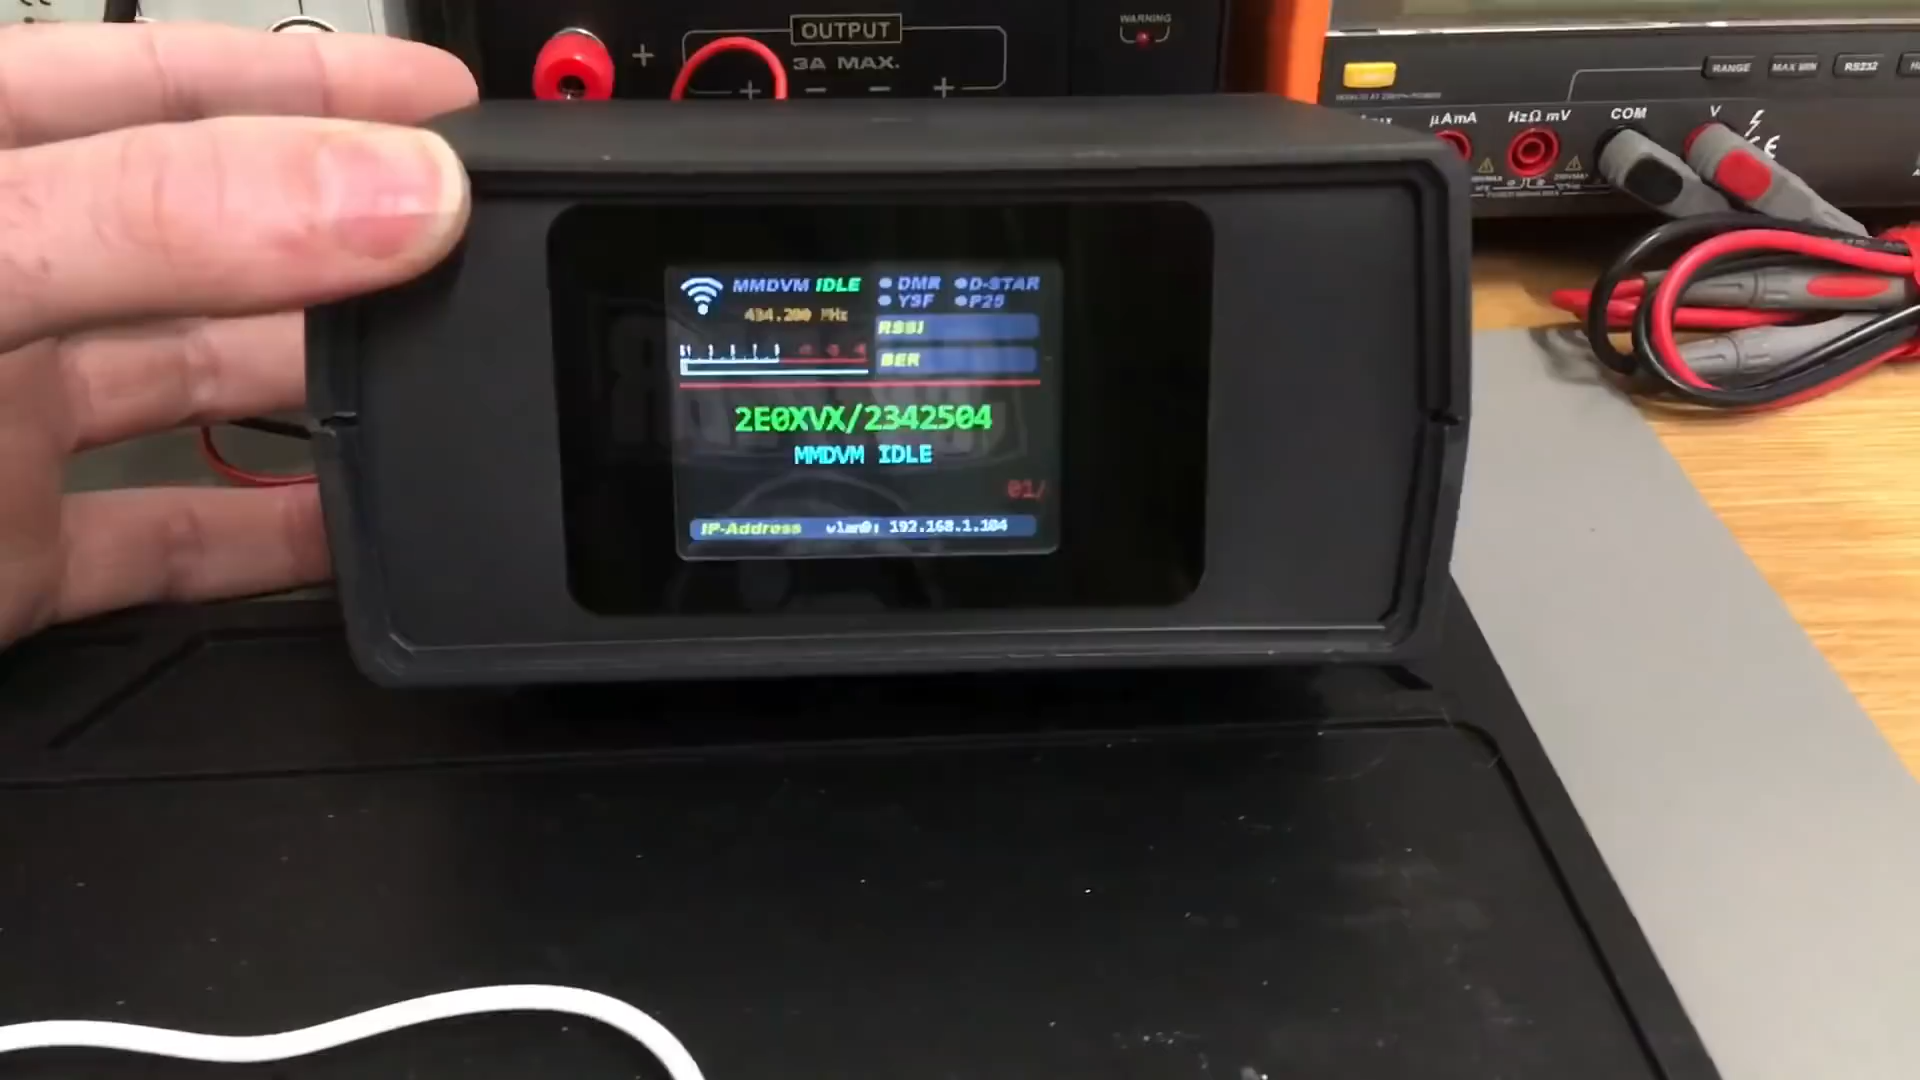 OUTPUT
3A MAX.
WARNING
RANGE MAX MIN RS232
µAmA HzΩ mV COM V
MMDVM IDLE
434.200 MHz
DMR D-STAR
YSF P25
RSSI
BER
2E0XVX/2342504
MMDVM IDLE
01/
IP-Address wlan0: 192.168.1.104